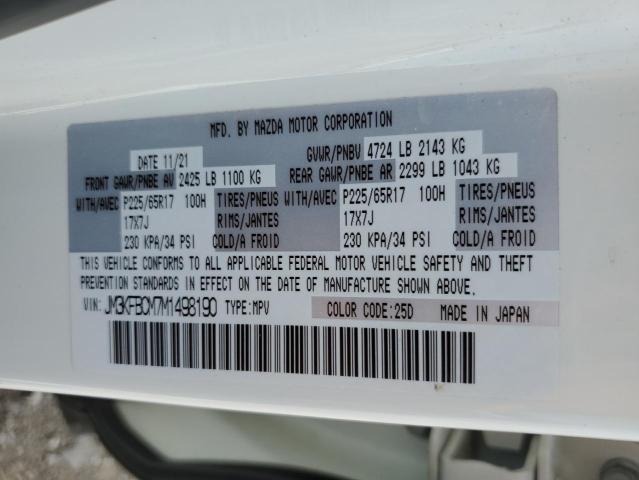 MFD. BY MAZDA MOTOR CORPORATION
DATE 11/21 GVWR/PNBV 4724 LB 2143 KG
FRONT GAWR/PNBE AV 2425 LB 1100 KG REAR GAWR/PNBE AR 2299 LB 1043 KG
WITH/AVEC P225/65R17 100H TIRES/PNEUS WITH/AVEC P225/65R17 100H TIRES/PNEUS
17X7J RIMS/JANTES 17X7J RIMS/JANTES
230 KPA/34 PSI COLD/A FROID 230 KPA/34 PSI COLD/A FROID
THIS VEHICLE CONFORMS TO ALL APPLICABLE FEDERAL MOTOR VEHICLE SAFETY AND THEFT
PREVENTION STANDARDS IN EFFECT ON THE DATE OF MANUFACTURE SHOWN ABOVE.
VIN: JM3KFBCM7M1498190 TYPE:MPV COLOR CODE:25D MADE IN JAPAN